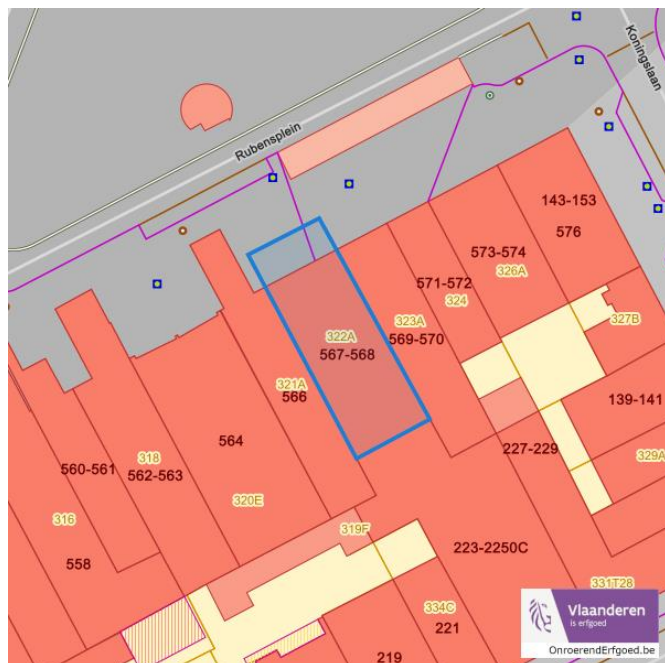 Koningslaan
Rubensplein
143-153
576
573-574
326A
571-572
324
327B
322A
567-568
323A
569-570
321A
566
139-141
329A
564
227-229
560-561
318
562-563
320E
316
558
319F
223-2250C
331T28
334C
221
219
Vlaanderen
is erfgoed
OnroerendErfgoed.be